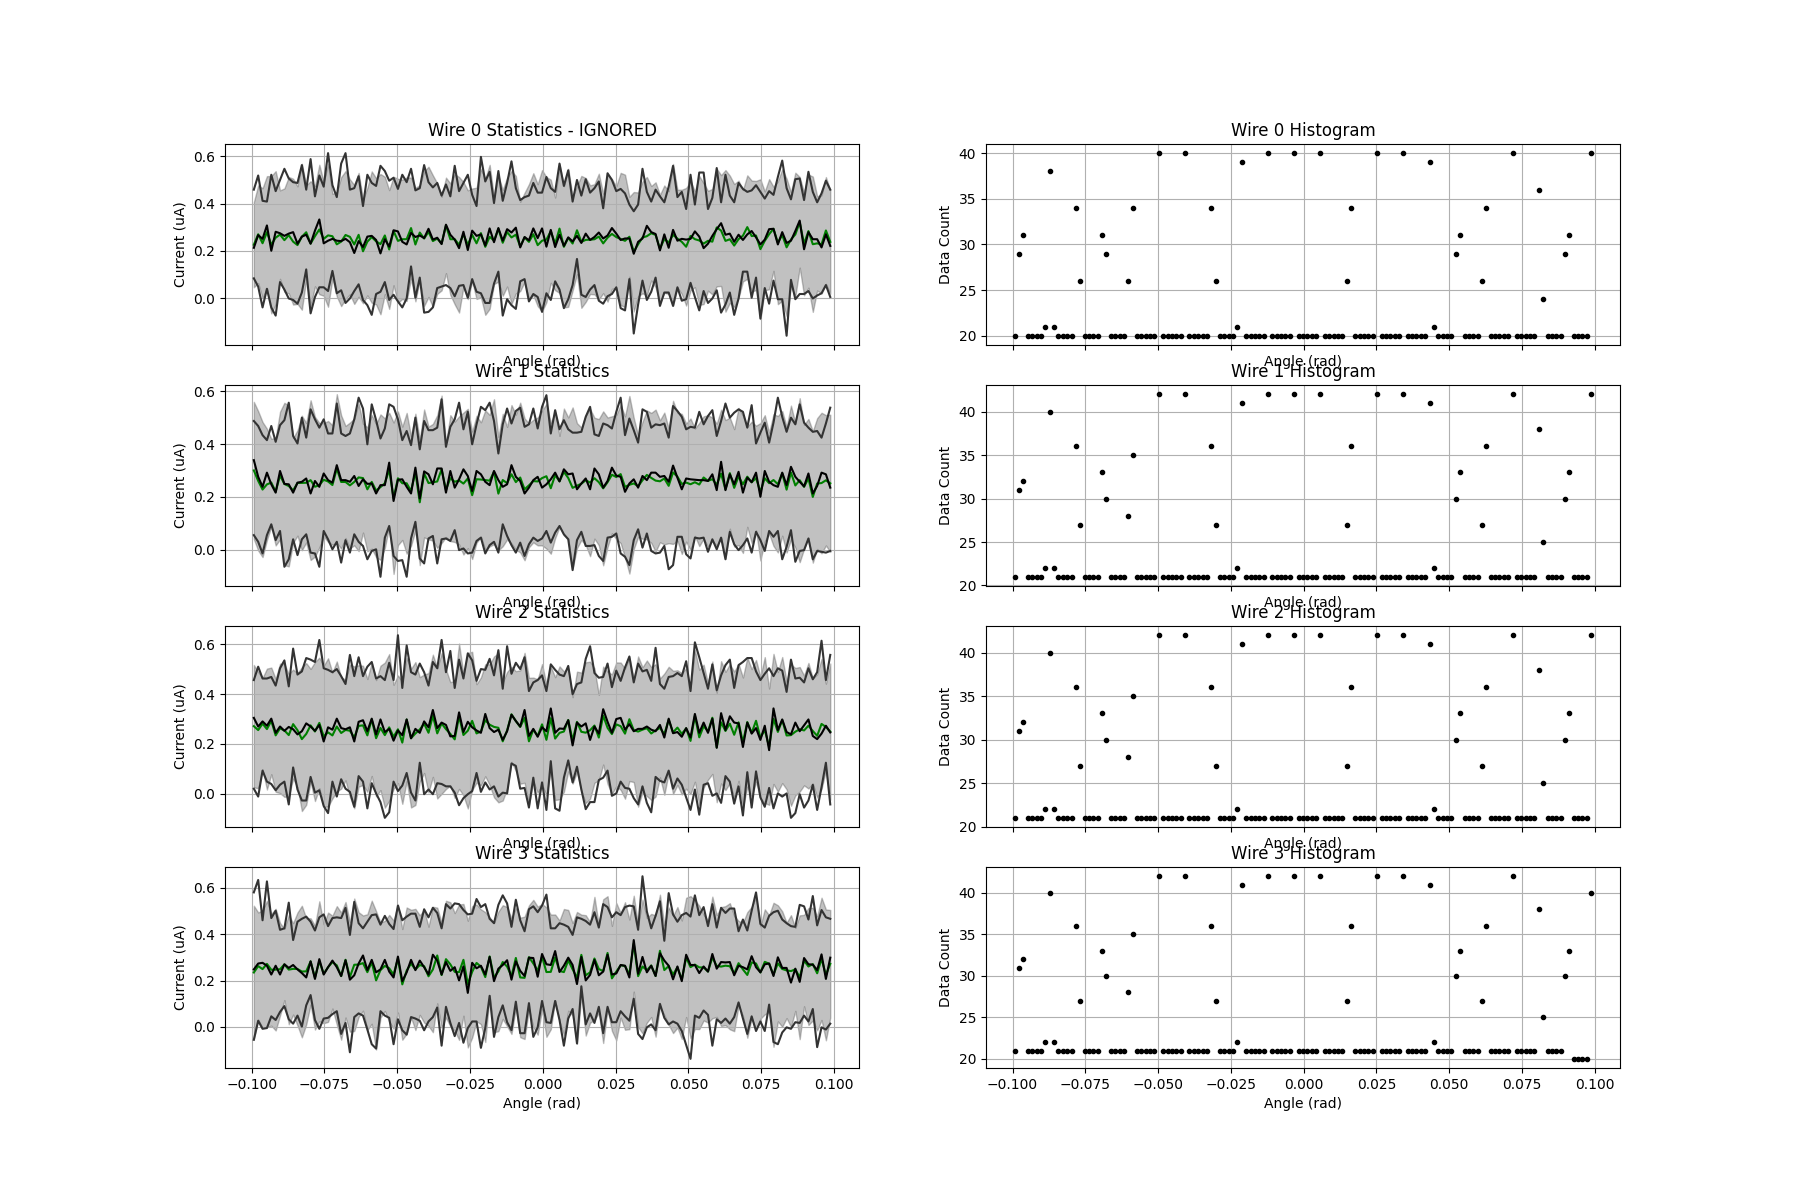 Wire 0 Statistics - IGNORED
Current (uA)
0.6
0.4
0.2
0.0
Angle (rad)
Wire 0 Histogram
Data Count
40
35
30
25
20
Angle (rad)
Wire 1 Statistics
Current (uA)
0.6
0.4
0.2
0.0
Angle (rad)
Wire 1 Histogram
Data Count
40
35
30
25
20
Angle (rad)
Wire 2 Statistics
Current (uA)
0.6
0.4
0.2
0.0
Angle (rad)
Wire 2 Histogram
Data Count
40
35
30
25
20
Angle (rad)
Wire 3 Statistics
Current (uA)
0.6
0.4
0.2
0.0
−0.100 −0.075 −0.050 −0.025 0.000 0.025 0.050 0.075 0.100
Angle (rad)
Wire 3 Histogram
Data Count
40
35
30
25
20
−0.100 −0.075 −0.050 −0.025 0.000 0.025 0.050 0.075 0.100
Angle (rad)